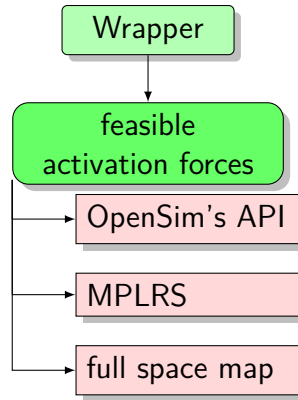 Wrapper
feasible
activation forces
OpenSim's API
MPLRS
full space map